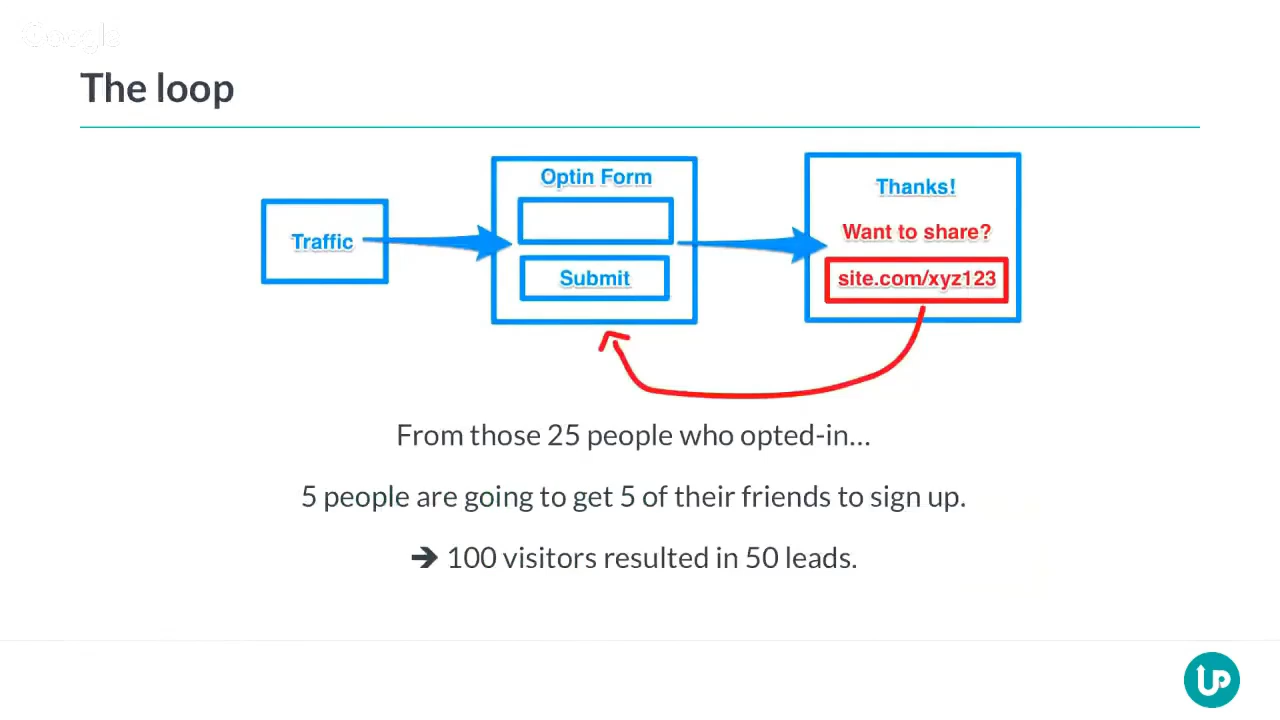 The loop
Traffic
Optin Form
Submit
Thanks!
Want to share?
site.com/xyz123
From those 25 people who opted-in...
5 people are going to get 5 of their friends to sign up.
➔ 100 visitors resulted in 50 leads.
UP